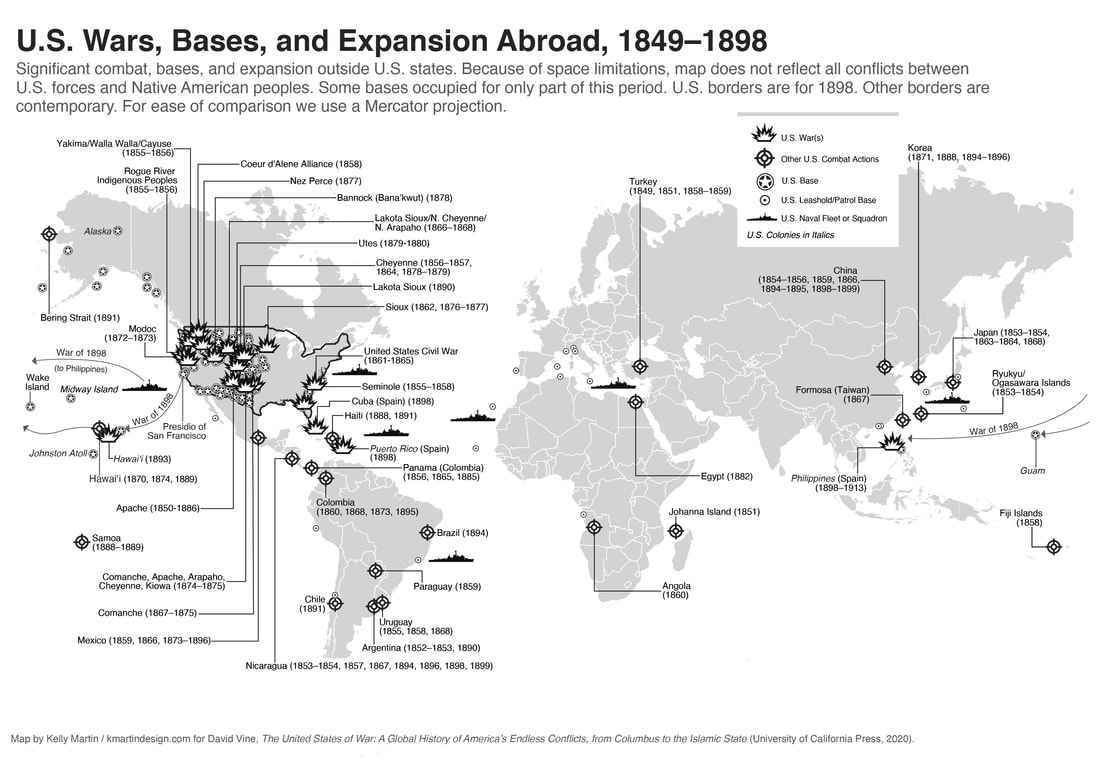 U.S. Wars, Bases, and Expansion Abroad, 1849–1898
Significant combat, bases, and expansion outside U.S. states. Because of space limitations, map does not reflect all conflicts between
U.S. forces and Native American peoples. Some bases occupied for only part of this period. U.S. borders are for 1898. Other borders are
contemporary. For ease of comparison we use a Mercator projection.
U.S. War(s)
Other U.S. Combat Actions
U.S. Base
U.S. Leashold/Patrol Base
U.S. Naval Fleet or Squadron
U.S. Colonies in Italics
Yakima/Walla Walla/Cayuse
(1855–1856)
Rogue River
Indigenous Peoples
(1855–1856)
Coeur d'Alene Alliance (1858)
Nez Perce (1877)
Bannock (Bana'kwut) (1878)
Lakota Sioux/N. Cheyenne/
N. Arapaho (1866–1868)
Utes (1879-1880)
Cheyenne (1856–1857,
1864, 1878–1879)
Lakota Sioux (1890)
Sioux (1862, 1876–1877)
Alaska
Bering Strait (1891)
Modoc
(1872–1873)
War of 1898
(to Philippines)
Wake
Island
Midway Island
War of 1898
Presidio of
San Francisco
Johnston Atoll
Hawai'i (1893)
Hawai'i (1870, 1874, 1889)
United States Civil War
(1861-1865)
Seminole (1855–1858)
Cuba (Spain) (1898)
Haiti (1888, 1891)
Puerto Rico (Spain)
(1898)
Panama (Colombia)
(1856, 1865, 1885)
Colombia
(1860, 1868, 1873, 1895)
Apache (1850-1886)
Samoa
(1888–1889)
Brazil (1894)
Comanche, Apache, Arapaho,
Cheyenne, Kiowa (1874–1875)
Paraguay (1859)
Chile
(1891)
Comanche (1867–1875)
Uruguay
(1855, 1858, 1868)
Mexico (1859, 1866, 1873–1896)
Argentina (1852–1853, 1890)
Nicaragua (1853–1854, 1857, 1867, 1894, 1896, 1898, 1899)
Turkey
(1849, 1851, 1858–1859)
Korea
(1871, 1888, 1894–1896)
China
(1854–1856, 1859, 1866,
1894–1895, 1898–1899)
Japan (1853–1854,
1863–1864, 1868)
Ryukyu/
Ogasawara Islands
(1853–1854)
Formosa (Taiwan)
(1867)
War of 1898
Guam
Philippines (Spain)
(1898–1913)
Egypt (1882)
Johanna Island (1851)
Fiji Islands
(1858)
Angola
(1860)
Map by Kelly Martin / kmartindesign.com for David Vine, The United States of War: A Global History of America's Endless Conflicts, from Columbus to the Islamic State (University of California Press, 2020).